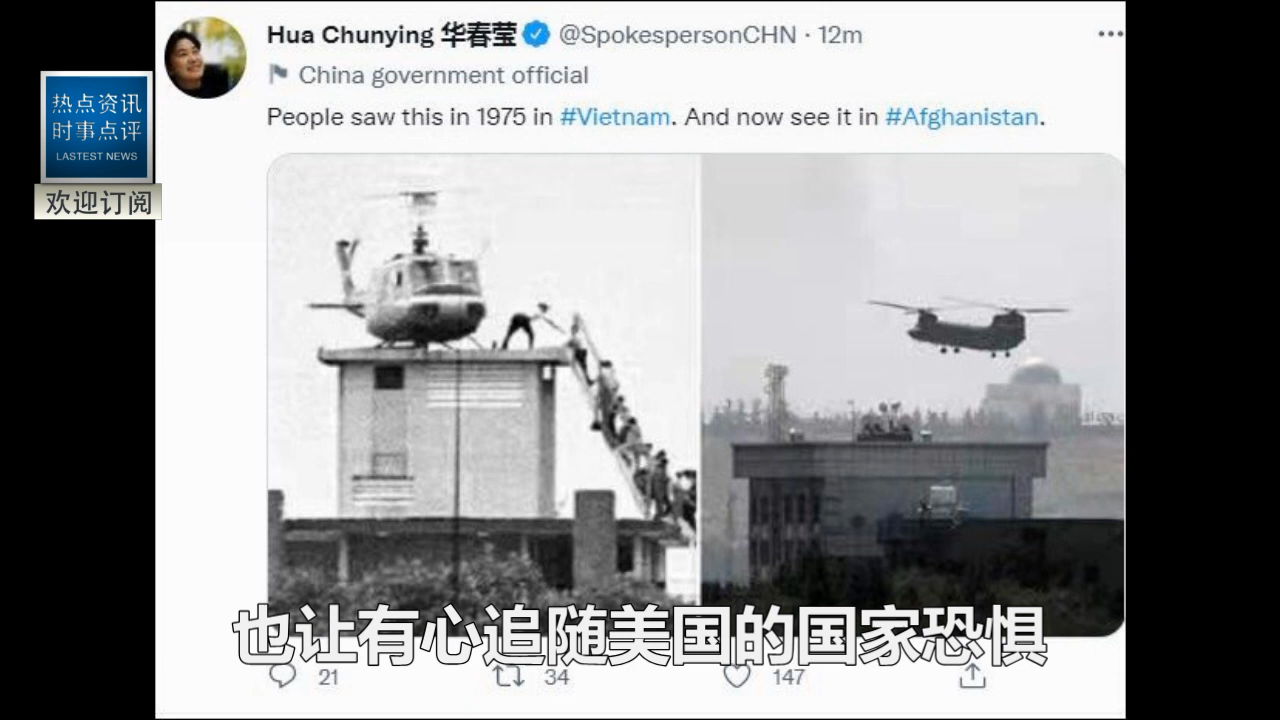 Hua Chunying 华春莹 @SpokespersonCHN · 12m
China government official
People saw this in 1975 in #Vietnam. And now see it in #Afghanistan.
热点资讯
时事点评
LASTEST NEWS
欢迎订阅
也让有心追随美国的国家恐惧
21 34 147